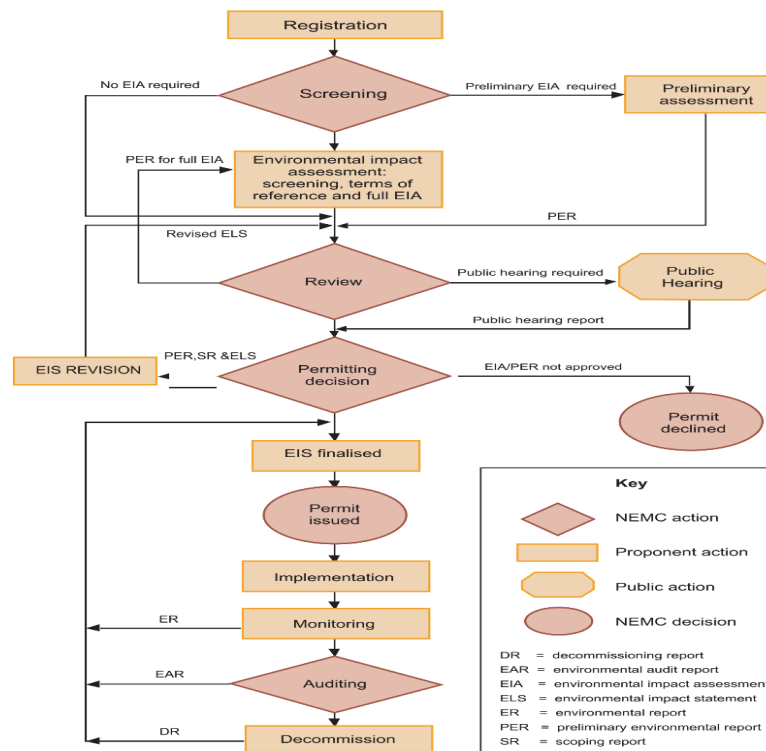 Registration
No EIA required
Screening
Preliminary EIA required
Preliminary
assessment
PER for full EIA
Environmental impact
assessment:
screening, terms of
reference and full EIA
PER
Revised ELS
Review
Public hearing required
Public
Hearing
Public hearing report
PER,SR &ELS
EIS REVISION
Permitting
decision
EIA/PER not approved
Permit
declined
EIS finalised
Permit
issued
Implementation
ER
Monitoring
EAR
Auditing
DR
Decommission
Key
NEMC action
Proponent action
Public action
NEMC decision
DR = decommissioning report
EAR = environmental audit report
EIA = environmental impact assessment
ELS = environmental impact statement
ER = environmental report
PER = preliminary environmental report
SR = scoping report